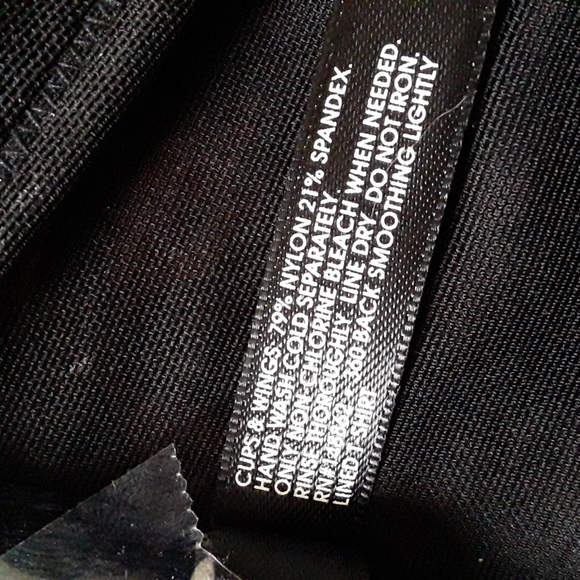 CUPS & WINGS: 79% NYLON 21% SPANDEX.
HAND WASH COLD SEPARATELY.
ONLY NON-CHLORINE BLEACH WHEN NEEDED.
RINSE THOROUGHLY. LINE DRY. DO NOT IRON.
360 BACK SMOOTHING LIGHTLY
LINED T-SHIRT